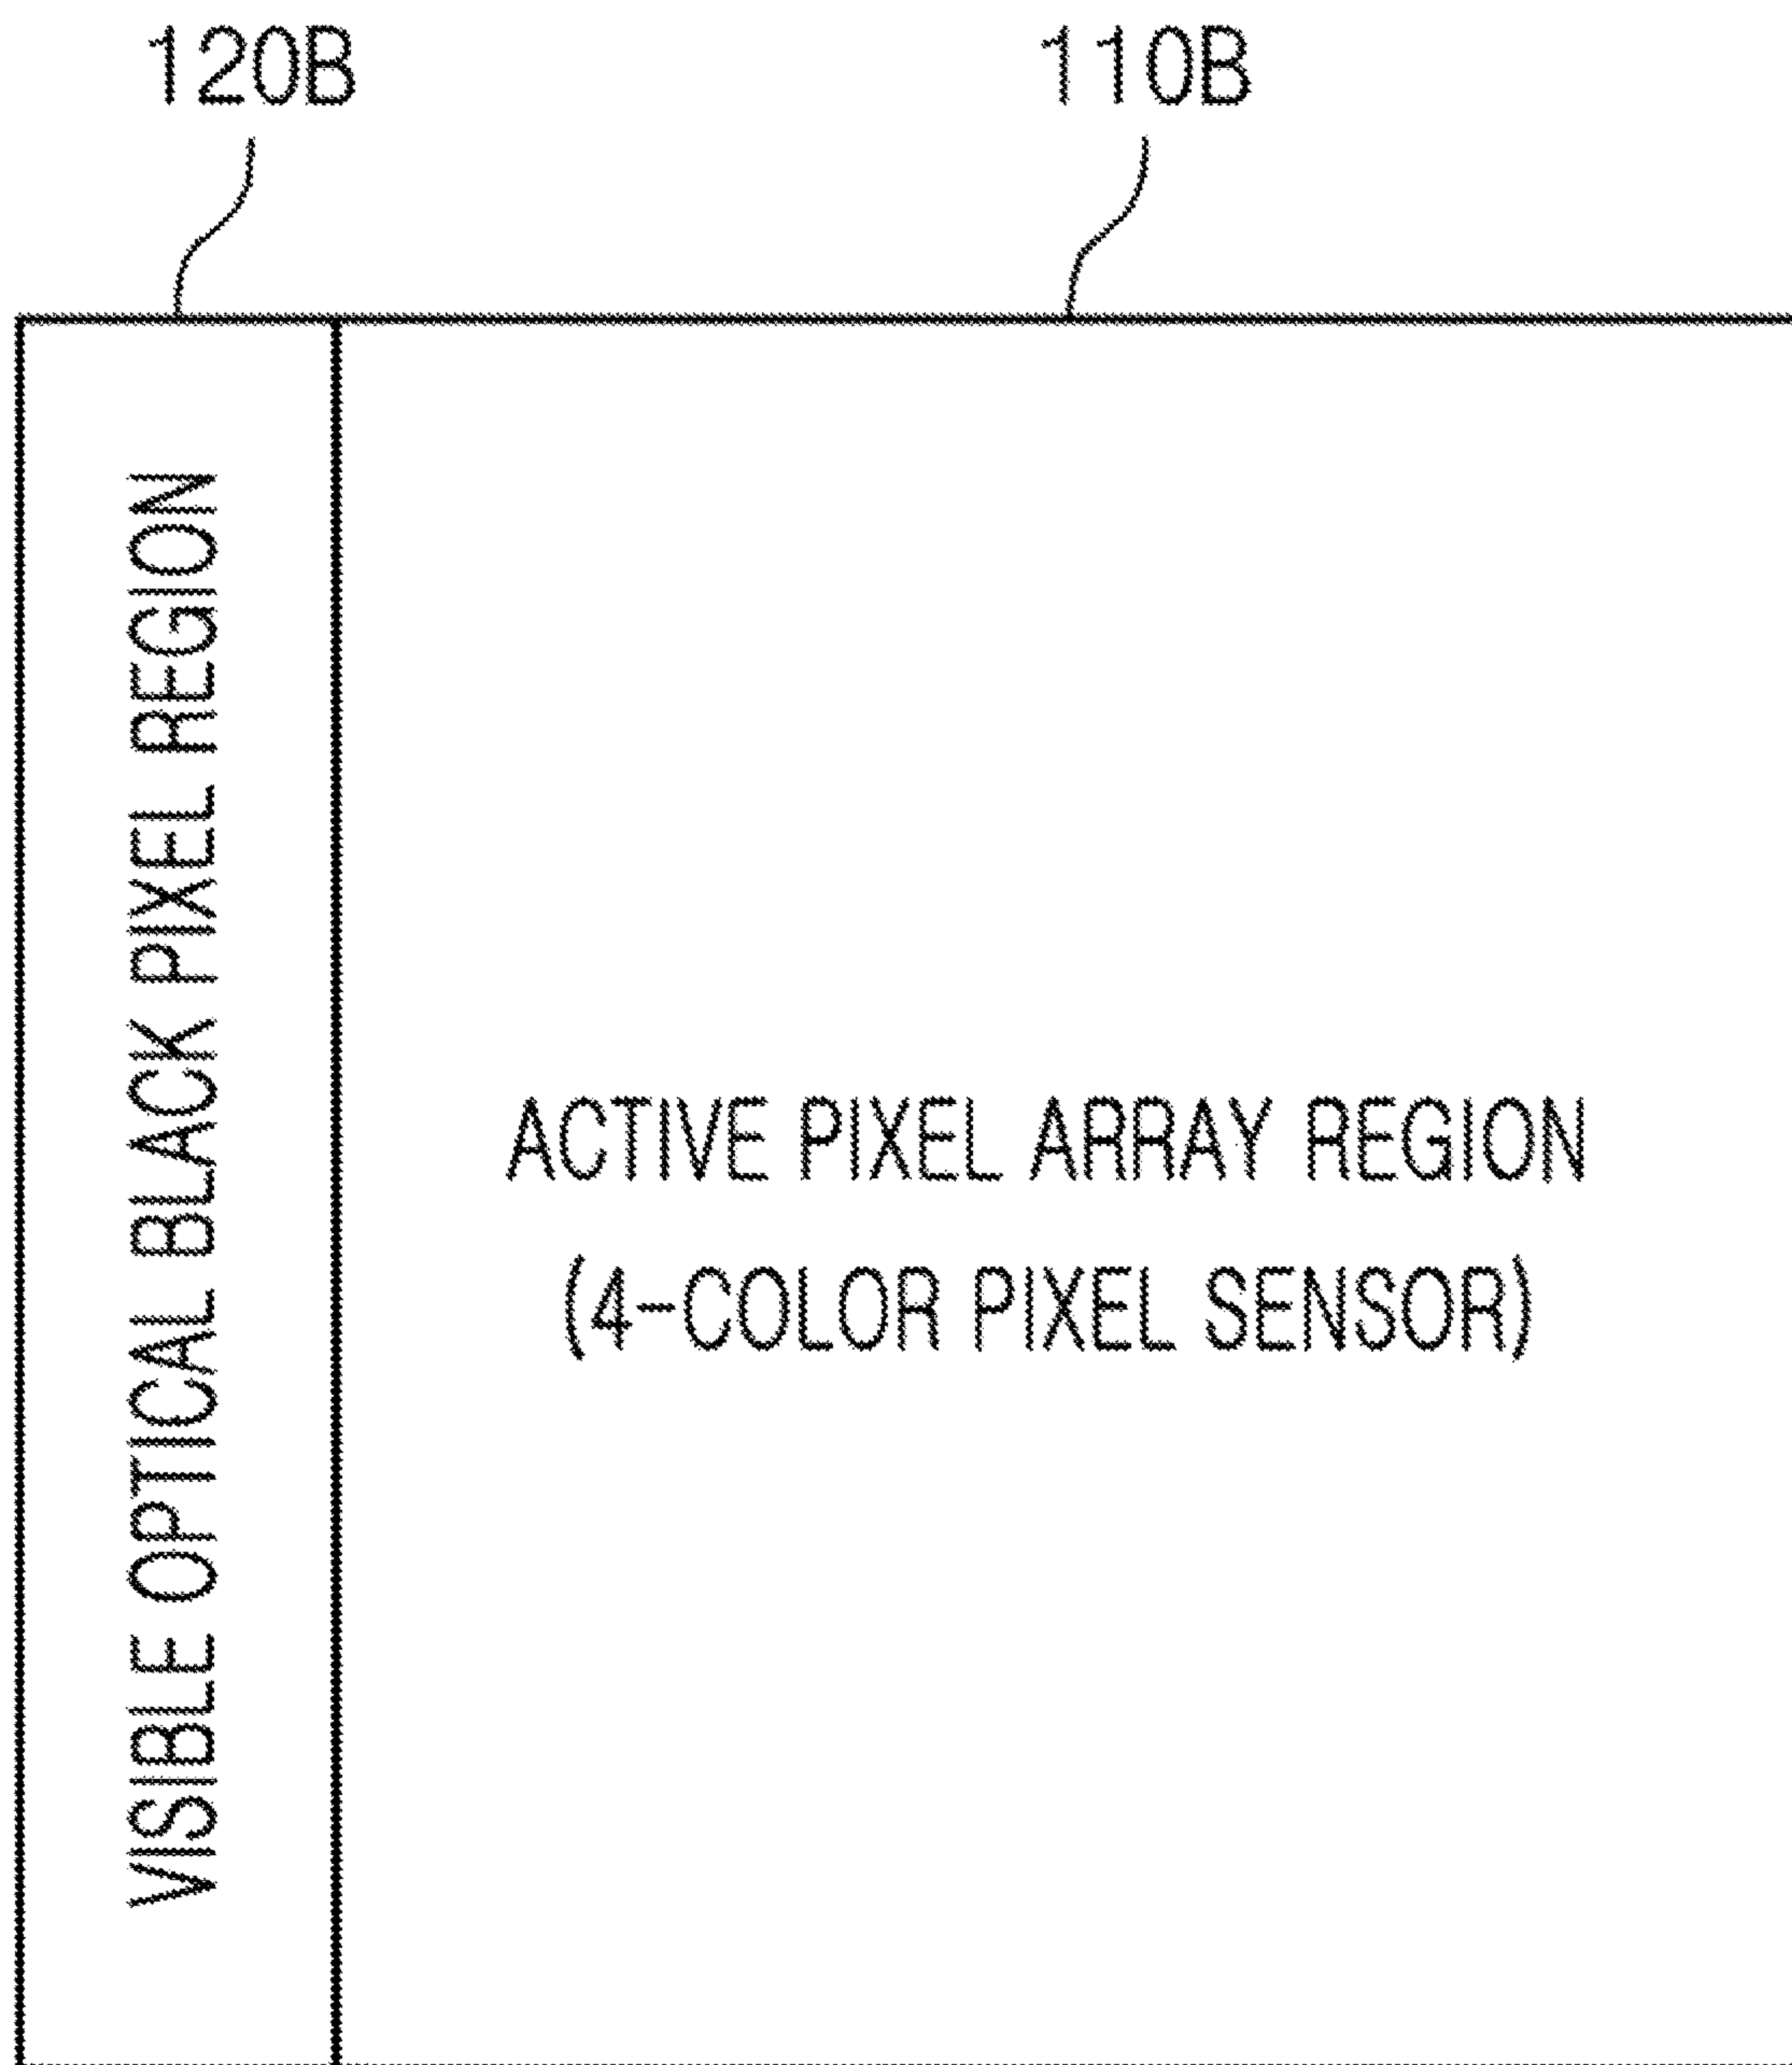 120B
110B
VISIBLE OPTICAL BLACK PIXEL REGION
ACTIVE PIXEL ARRAY REGION
(4-COLOR PIXEL SENSOR)